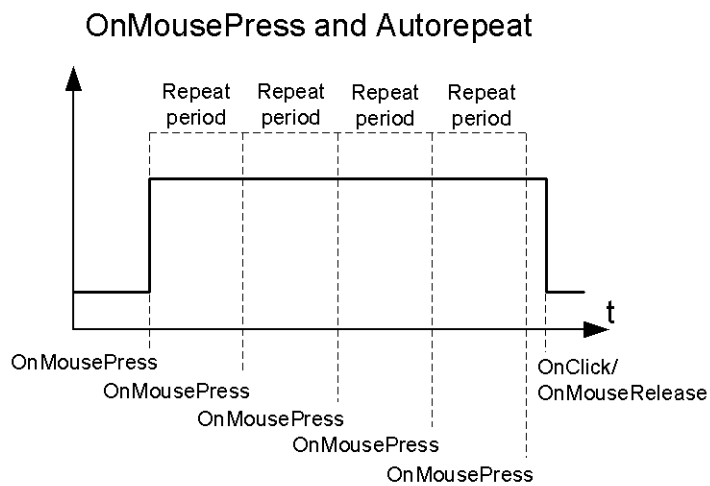 OnMousePress and Autorepeat
Repeat Repeat Repeat Repeat
period period period period
t
OnMousePress
OnMousePress
OnMousePress
OnMousePress
OnMousePress
OnClick/
OnMouseRelease